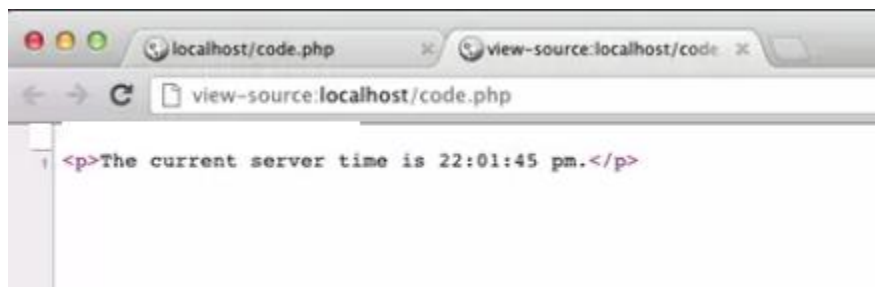 localhost/code.php
view-source:localhost/code
view-source:localhost/code.php
1
<p>The current server time is 22:01:45 pm.</p>